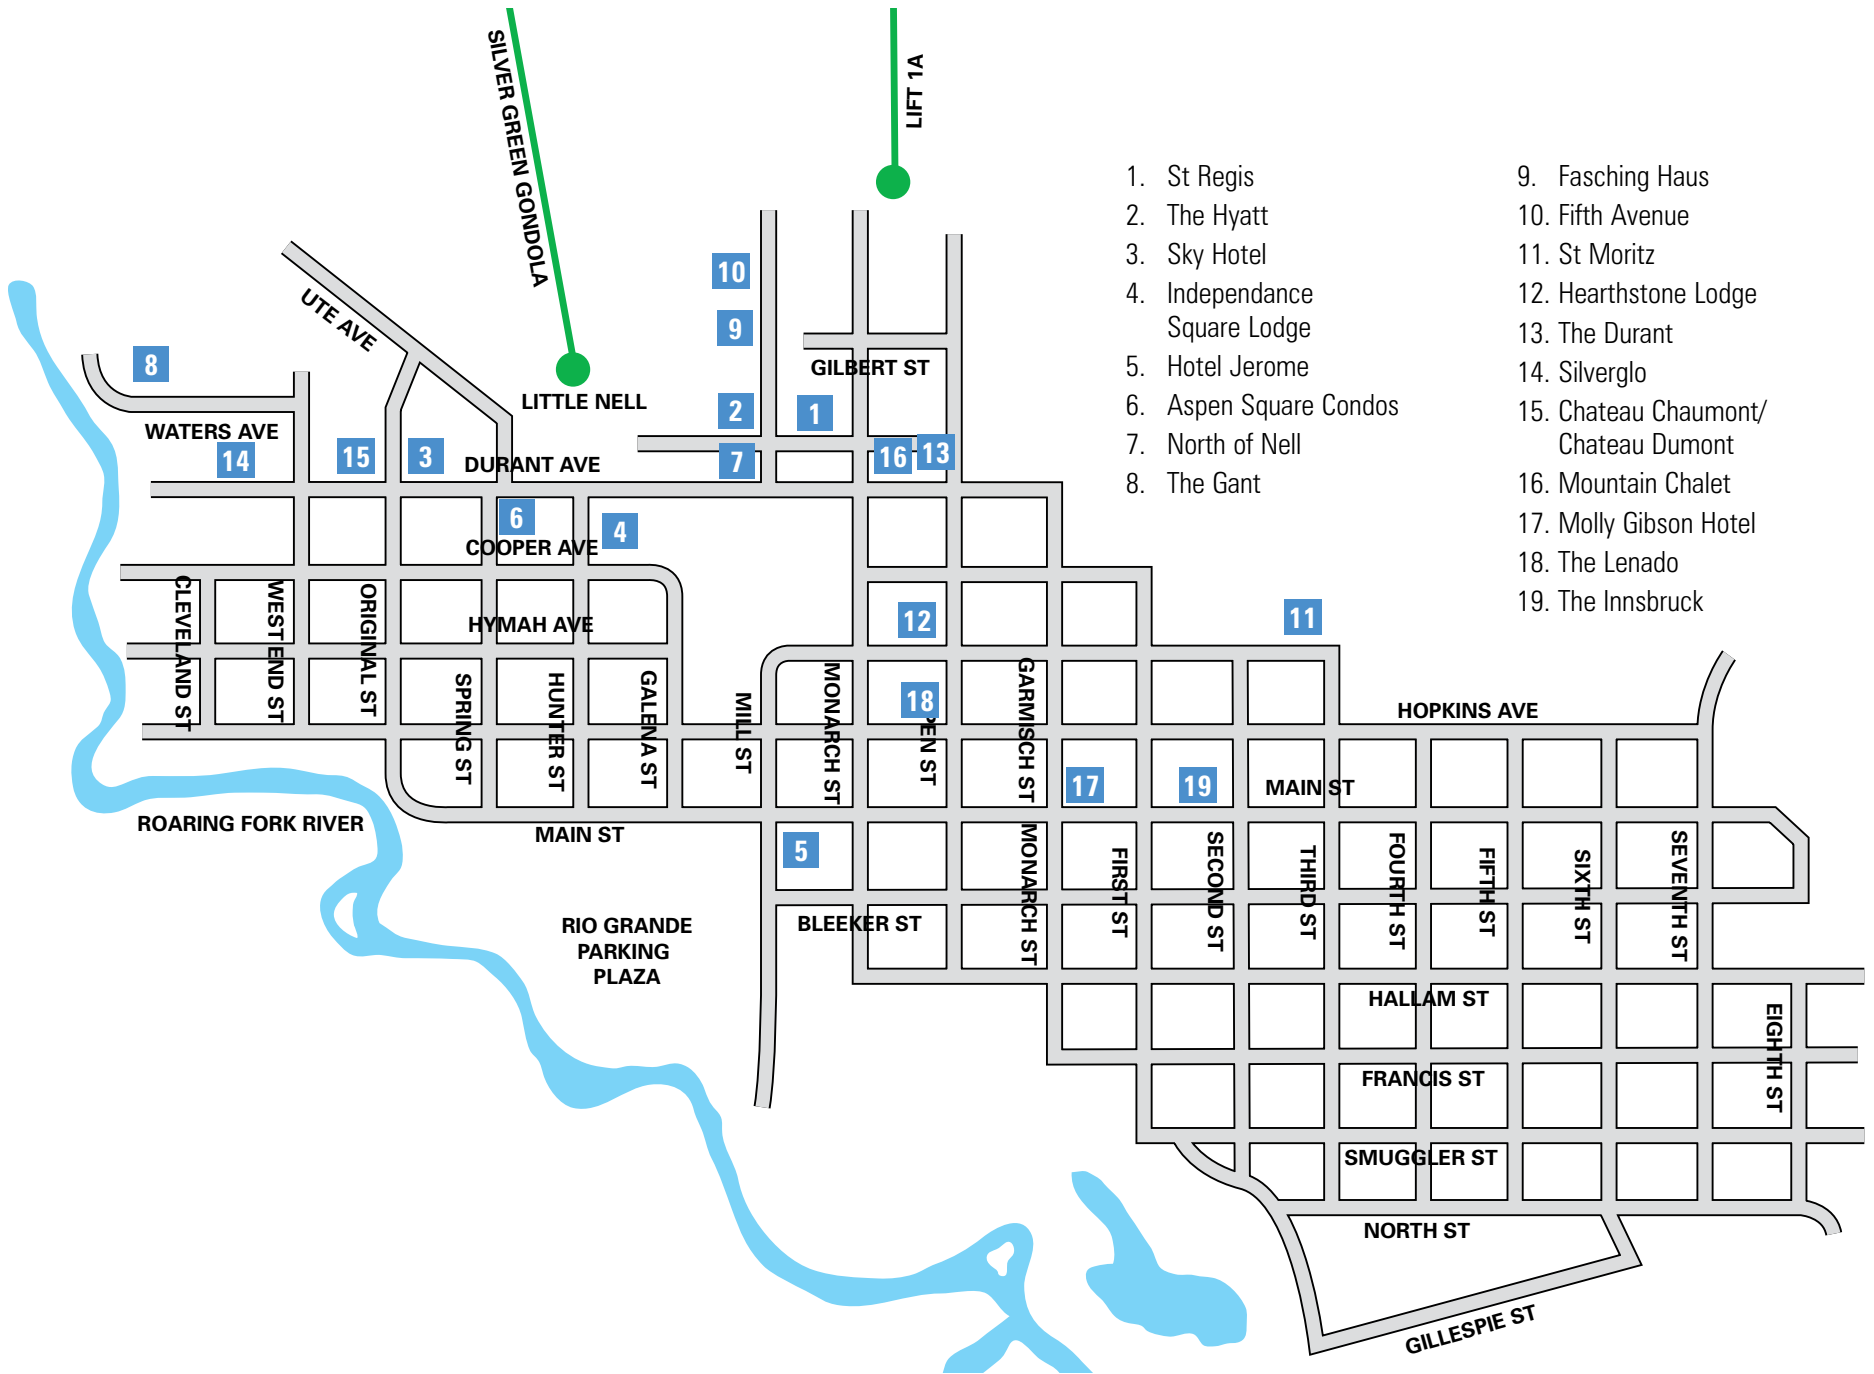 SILVER GREEN GONDOLA
LIFT 1A
1. St Regis
2. The Hyatt
3. Sky Hotel
4. Independance
Square Lodge
5. Hotel Jerome
6. Aspen Square Condos
7. North of Nell
8. The Gant
9. Fasching Haus
10. Fifth Avenue
11. St Moritz
12. Hearthstone Lodge
13. The Durant
14. Silverglo
15. Chateau Chaumont/
Chateau Dumont
16. Mountain Chalet
17. Molly Gibson Hotel
18. The Lenado
19. The Innsbruck
10
UTE AVE
9
8
GILBERT ST
LITTLE NELL
2
1
WATERS AVE
14
15
3
DURANT AVE
7
16
13
6
4
COOPER AVE
CLEVELAND ST
WEST END ST
ORIGINAL ST
HYMAH AVE
12
11
SPRING ST
HUNTER ST
GALENA ST
MILL ST
MONARCH ST
18
PEN ST
GARMISCH ST
HOPKINS AVE
17
19
MAIN ST
ROARING FORK RIVER
MAIN ST
5
MONARCH ST
FIRST ST
SECOND ST
THIRD ST
FOURTH ST
FIFTH ST
SIXTH ST
SEVENTH ST
RIO GRANDE
PARKING
PLAZA
BLEEKER ST
HALLAM ST
EIGHTH ST
FRANCIS ST
SMUGGLER ST
NORTH ST
GILLESPIE ST